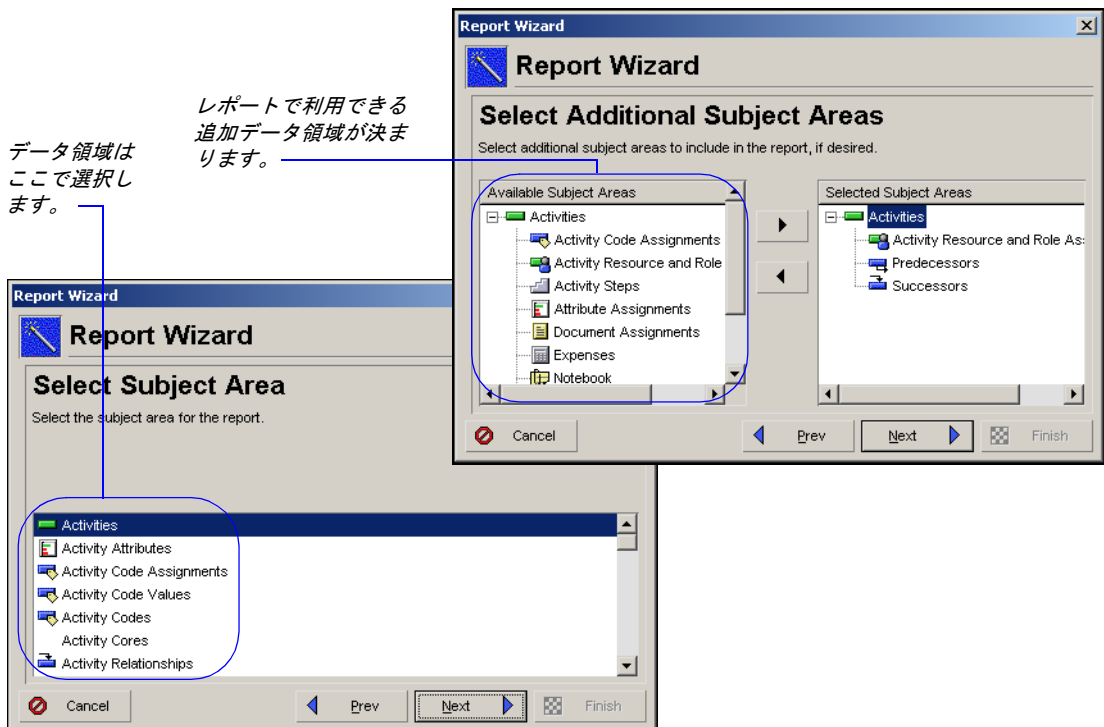 データ領域は
ここで選択し
ます。
レポートで利用できる
追加データ領域が決ま
ります。
Report Wizard
Report Wizard
Select Additional Subject Areas
Select additional subject areas to include in the report, if desired.
Available Subject Areas
Activities
Activity Code Assignments
Activity Resource and Role
Activity Steps
Attribute Assignments
Document Assignments
Expenses
Notebook
Selected Subject Areas
Activities
Activity Resource and Role As
Predecessors
Successors
Cancel
Prev
Next
Finish
Report Wizard
Report Wizard
Select Subject Area
Select the subject area for the report.
Activities
Activity Attributes
Activity Code Assignments
Activity Code Values
Activity Codes
Activity Cores
Activity Relationships
Cancel
Prev
Next
Finish